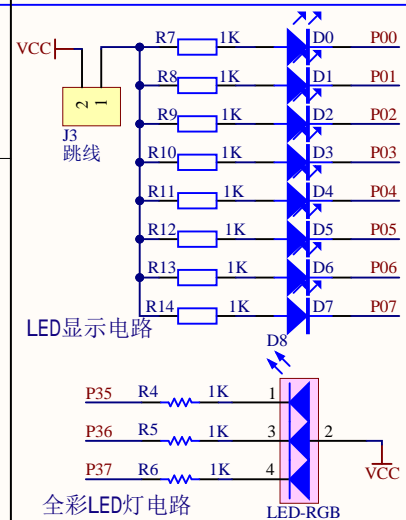 R7 1K D0 P00
VCC
R8 1K D1 P01
2 1
R9 1K D2 P02
J3
跳线
R10 1K D3 P03
R11 1K D4 P04
R12 1K D5 P05
R13 1K D6 P06
R14 1K D7 P07
LED显示电路
D8
P35 R4 1K 1
P36 R5 1K 3 2
P37 R6 1K 4
VCC
全彩LED灯电路
LED-RGB